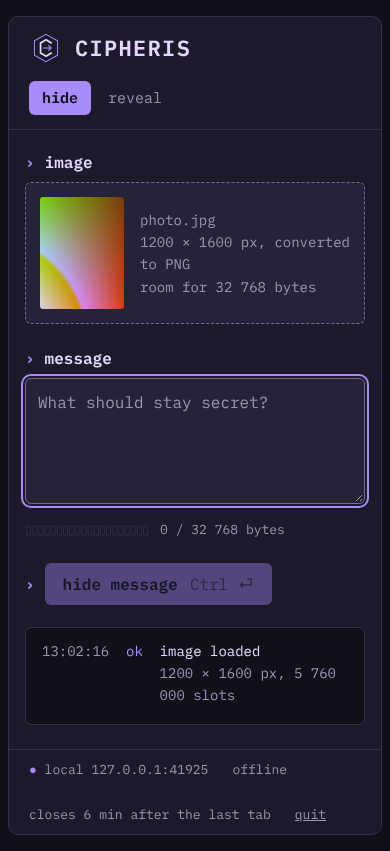 CIPHERIS
hide reveal
› image
photo.jpg
1200 × 1600 px, converted
to PNG
room for 32 768 bytes
› message
What should stay secret?
0 / 32 768 bytes
› hide message Ctrl ⏎
13:02:16 ok image loaded
1200 × 1600 px, 5 760
000 slots
● local 127.0.0.1:41925 offline
closes 6 min after the last tab quit